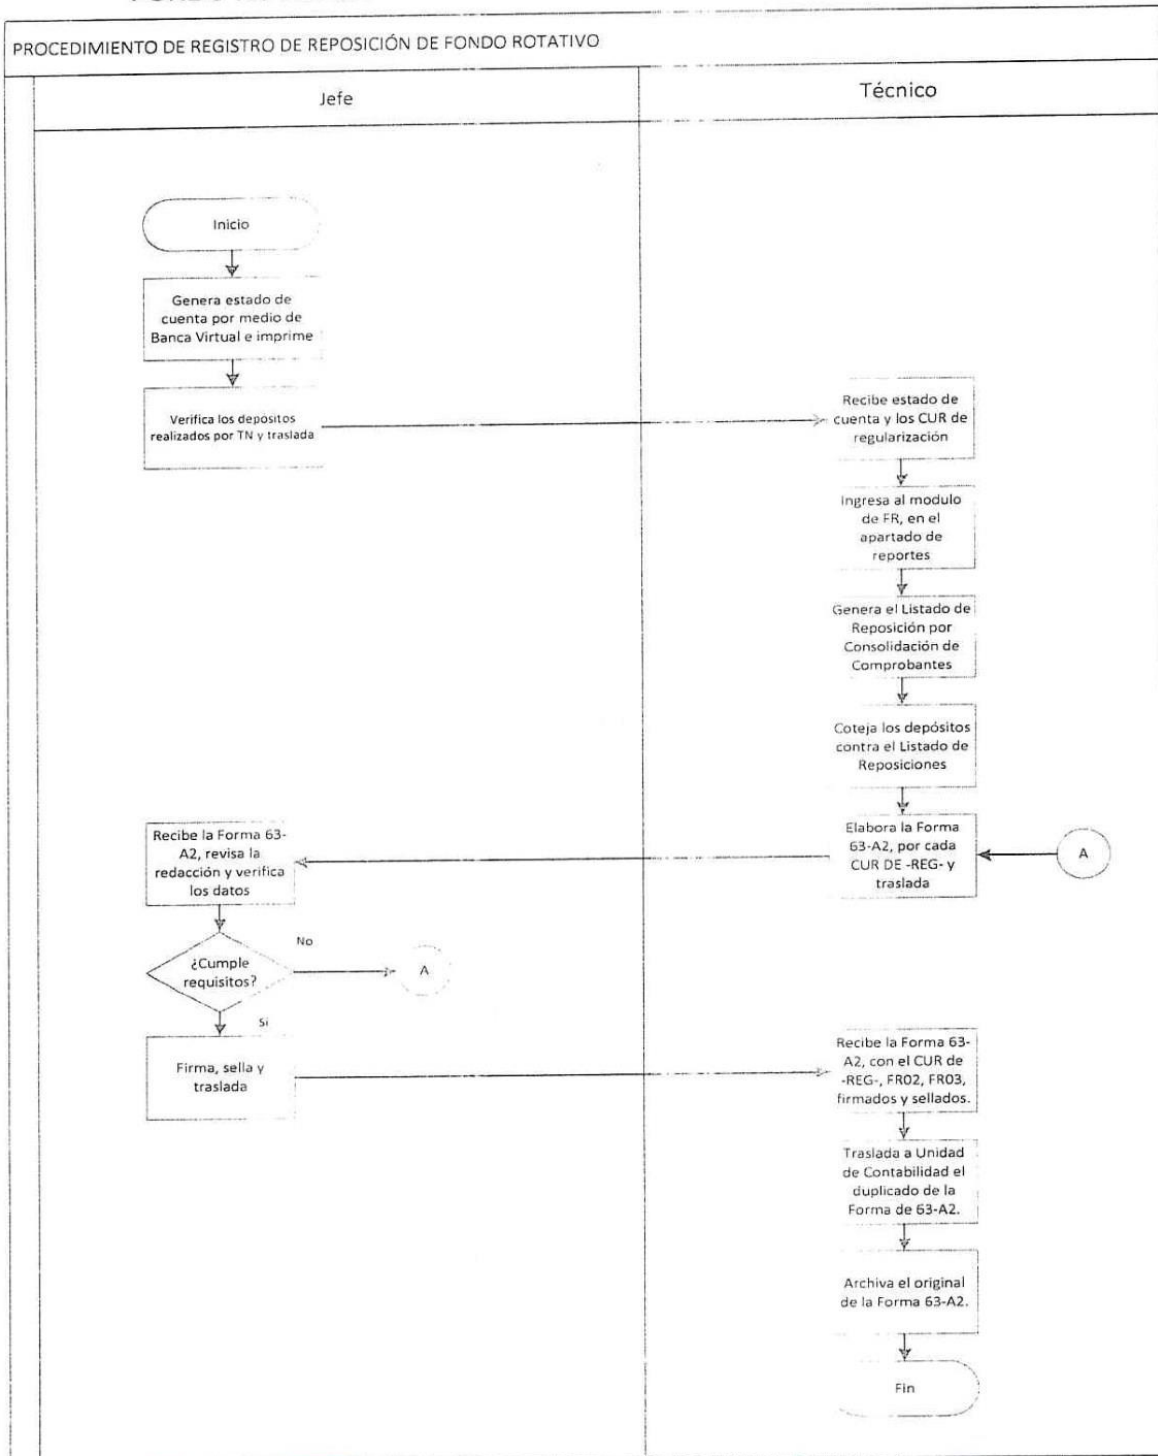 PROCEDIMIENTO DE REGISTRO DE REPOSICIÓN DE FONDO ROTATIVO
Jefe
Técnico
Inicio
Genera estado de
cuenta por medio de
Banca Virtual e imprime
Verifica los depósitos
realizados por TN y traslada
Recibe estado de
cuenta y los CUR de
regularización
Ingresa al modulo
de FR, en el
apartado de
reportes
Genera el Listado de
Reposición por
Consolidación de
Comprobantes
Coteja los depósitos
contra el Listado de
Reposiciones
Elabora la Forma
63-A2, por cada
CUR DE -REG- y
traslada
A
Recibe la Forma 63-
A2, revisa la
redacción y verifica
los datos
¿Cumple
requisitos?
No
A
Si
Firma, sella y
traslada
Recibe la Forma 63-
A2, con el CUR de
-REG-, FR02, FR03,
firmados y sellados.
Traslada a Unidad
de Contabilidad el
duplicado de la
Forma de 63-A2.
Archiva el original
de la Forma 63-A2.
Fin